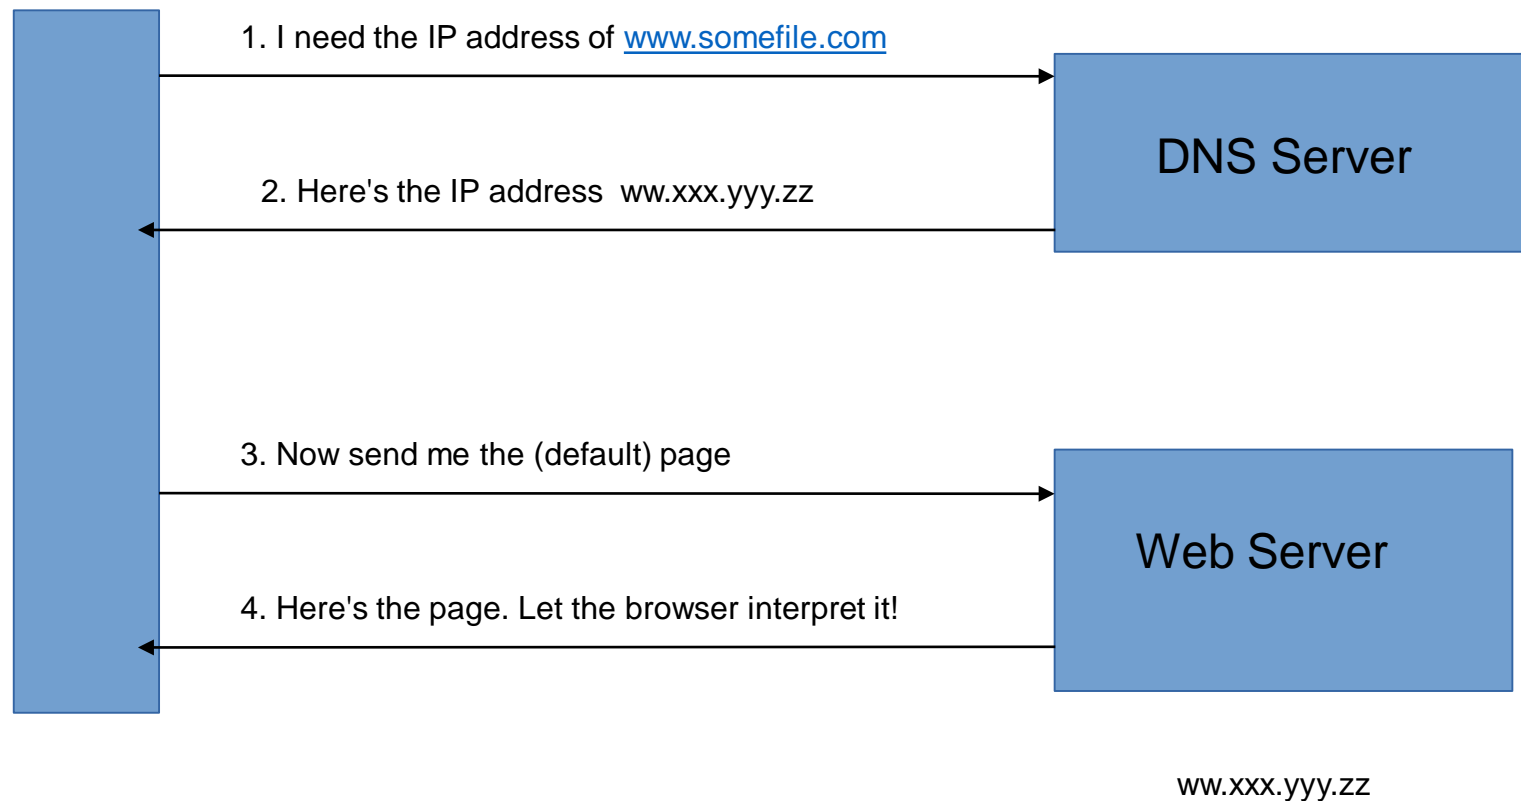 1. I need the IP address of www.somefile.com
DNS Server
2. Here's the IP address  ww.xxx.yyy.zz
3. Now send me the (default) page
Web Server
4. Here's the page. Let the browser interpret it!
ww.xxx.yyy.zz